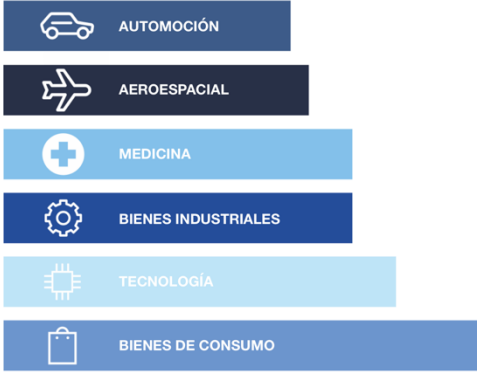 AUTOMOCIÓN
AEROESPACIAL
MEDICINA
BIENES INDUSTRIALES
TECNOLOGÍA
BIENES DE CONSUMO